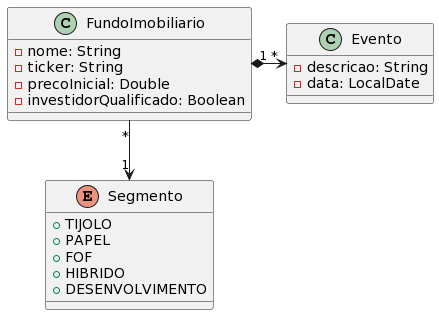 C FundoImobiliario
nome: String
ticker: String
precoInicial: Double
investidorQualificado: Boolean
1 *
C Evento
descricao: String
data: LocalDate
*
1
E Segmento
TIJOLO
PAPEL
FOF
HIBRIDO
DESENVOLVIMENTO